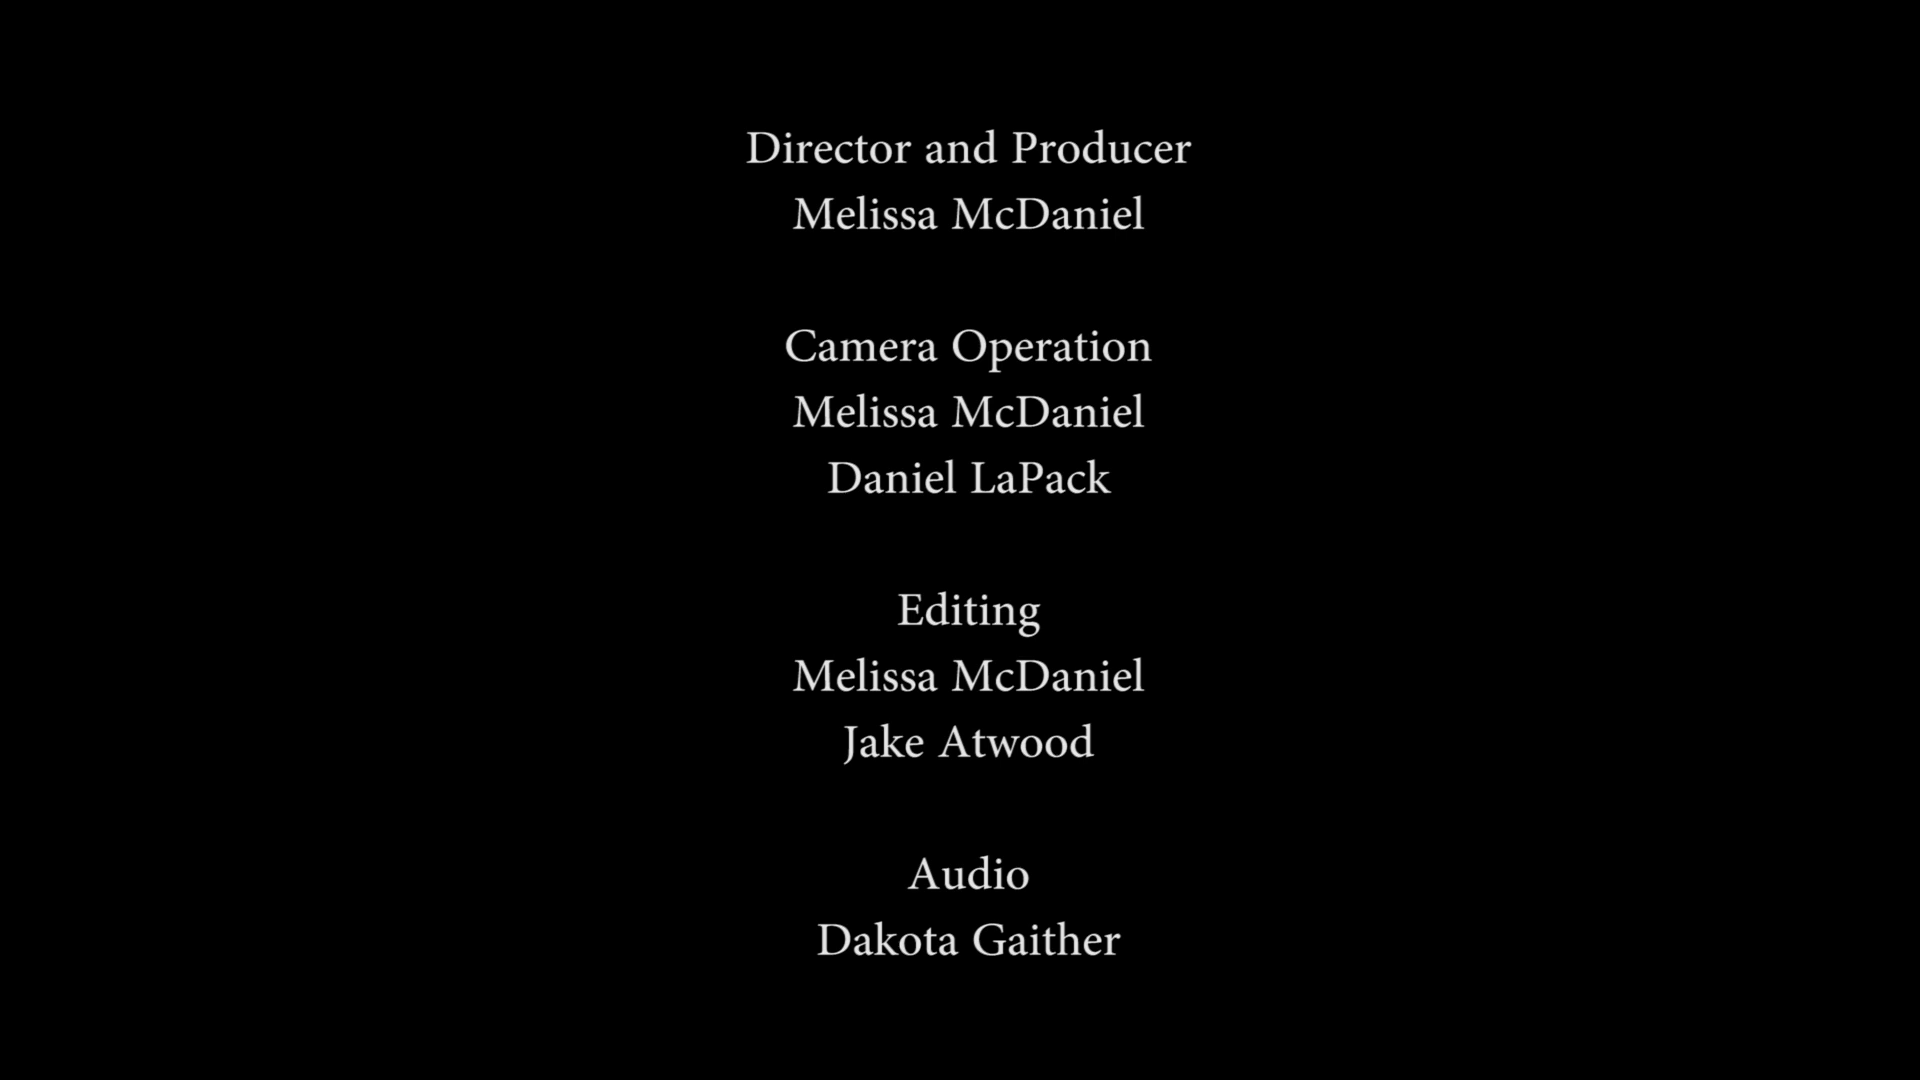 Director and Producer
Melissa McDaniel
Camera Operation
Melissa McDaniel
Daniel LaPack
Editing
Melissa McDaniel
Jake Atwood
Audio
Dakota Gaither